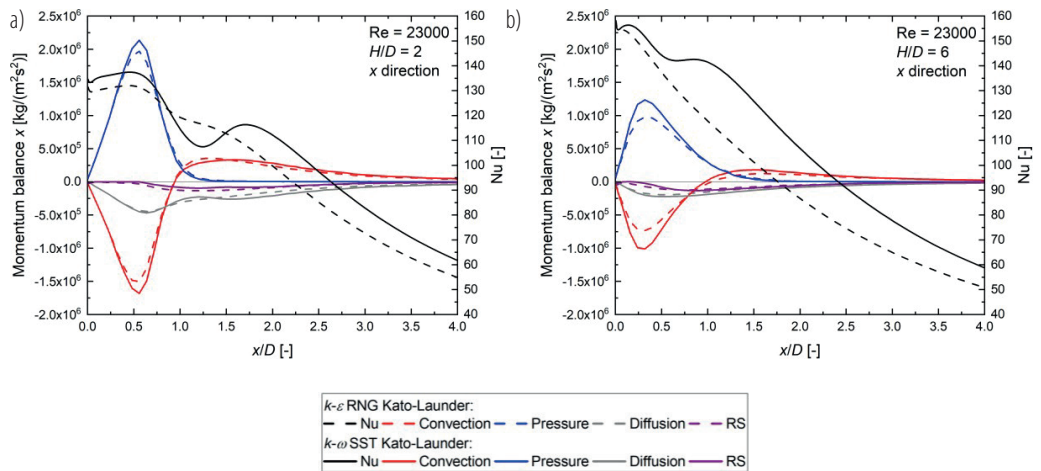 a)
Momentum balance x [kg/(m²s²)]
2.5x10⁶
2.0x10⁶
1.5x10⁶
1.0x10⁶
5.0x10⁵
0.0
-5.0x10⁵
-1.0x10⁶
-1.5x10⁶
-2.0x10⁶
Re = 23000
H/D = 2
x direction
160
150
140
130
120
110
100
90
80
70
60
50
40
Nu [-]
0.0 0.5 1.0 1.5 2.0 2.5 3.0 3.5 4.0
x/D [-]
b)
Momentum balance x [kg/(m²s²)]
2.5x10⁶
2.0x10⁶
1.5x10⁶
1.0x10⁶
5.0x10⁵
0.0
-5.0x10⁵
-1.0x10⁶
-1.5x10⁶
-2.0x10⁶
Re = 23000
H/D = 6
x direction
160
150
140
130
120
110
100
90
80
70
60
50
40
Nu [-]
0.0 0.5 1.0 1.5 2.0 2.5 3.0 3.5 4.0
x/D [-]
k-ε RNG Kato-Launder:
Nu Convection Pressure Diffusion RS
k-ω SST Kato-Launder:
Nu Convection Pressure Diffusion RS